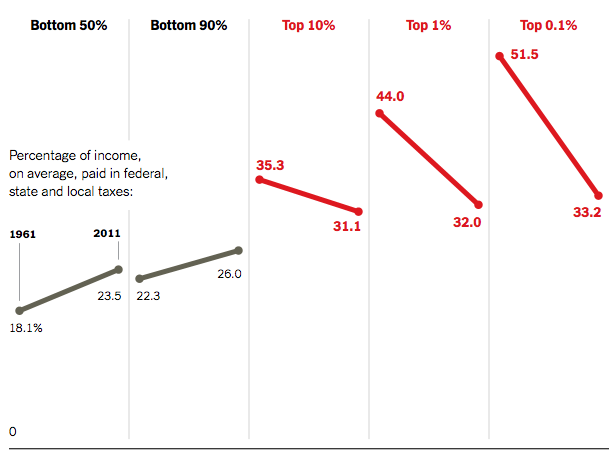 Bottom 50%
Bottom 90%
Top 10%
Top 1%
Top 0.1%
51.5
44.0
Percentage of income,
on average, paid in federal,
state and local taxes:
35.3
33.2
32.0
31.1
1961
2011
26.0
23.5
22.3
18.1%
0